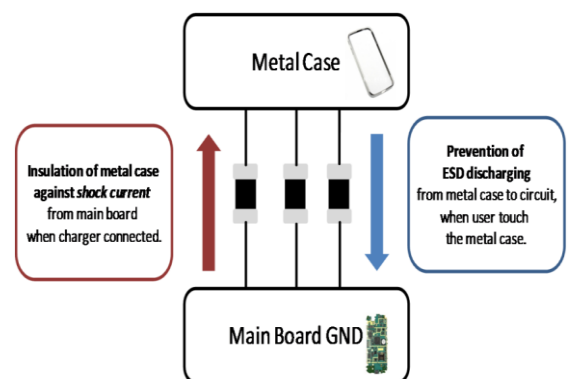 Metal Case
Insulation of metal case
against shock current
from main board
when charger connected.
Prevention of
ESD discharging
from metal case to circuit,
when user touch
the metal case.
Main Board GND